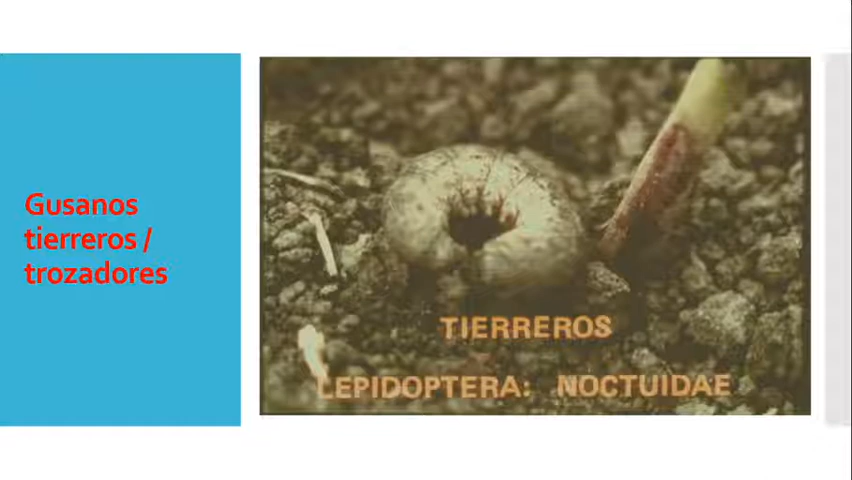 Gusanos
tierreros /
trozadores
TIERREROS
LEPIDOPTERA: NOCTUIDAE